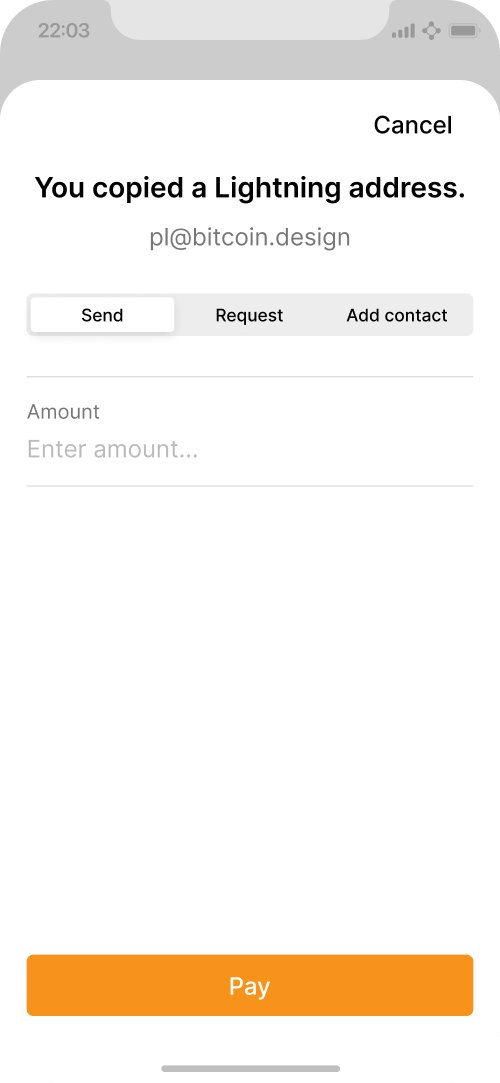 22:03
Cancel
You copied a Lightning address.
pl@bitcoin.design
Send Request Add contact
Amount
Enter amount...
Pay